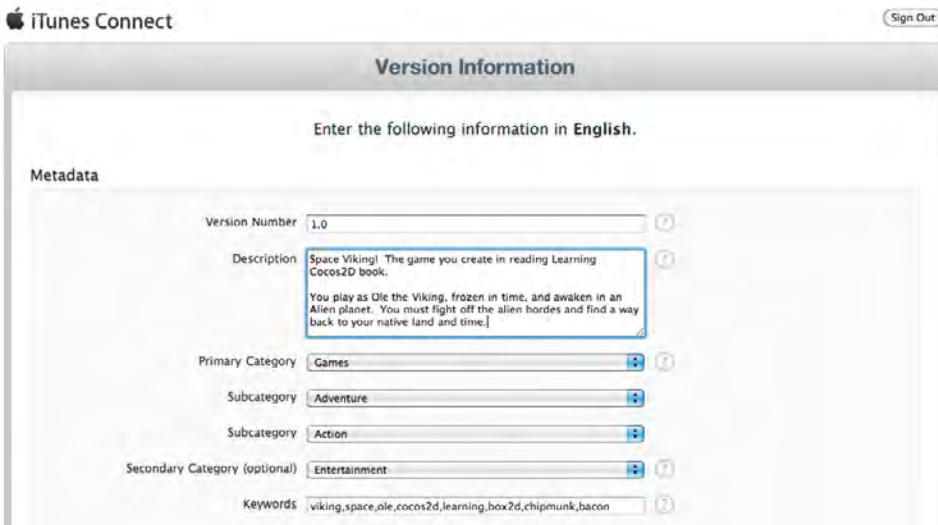 iTunes Connect
Sign Out
Version Information
Enter the following information in English.
Metadata
Version Number 1.0 ?
Description Space Viking!  The game you create in reading Learning ?
Cocos2D book.
You play as Ole the Viking, frozen in time, and awaken in an
Alien planet.  You must fight off the alien hordes and find a way
back to your native land and time.
Primary Category Games ?
Subcategory Adventure
Subcategory Action
Secondary Category (optional) Entertainment ?
Keywords viking,space,ole,cocos2d,learning,box2d,chipmunk,bacon ?